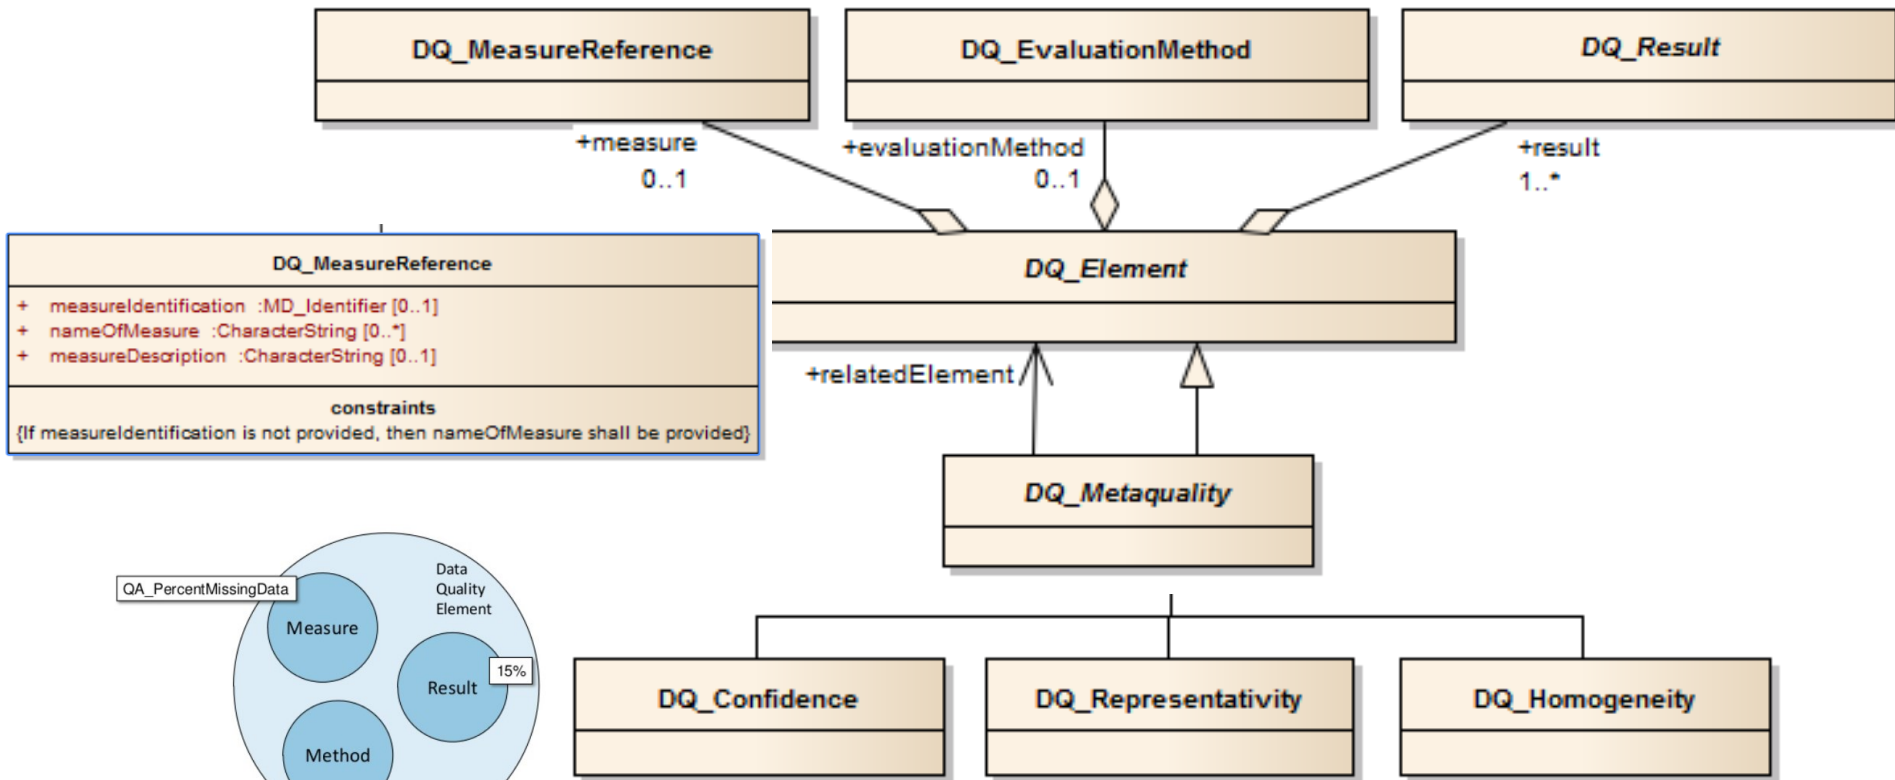 DQ_MeasureReference
DQ_EvaluationMethod
DQ_Result
+measure
0..1
+evaluationMethod
0..1
+result
1..*
DQ_MeasureReference
+ measureIdentification :MD_Identifier [0..1]
+ nameOfMeasure :CharacterString [0..*]
+ measureDescription :CharacterString [0..1]
constraints
{If measureIdentification is not provided, then nameOfMeasure shall be provided}
DQ_Element
+relatedElement
DQ_Metaquality
QA_PercentMissingData
Data
Quality
Element
Measure
Result
15%
Method
DQ_Confidence
DQ_Representativity
DQ_Homogeneity